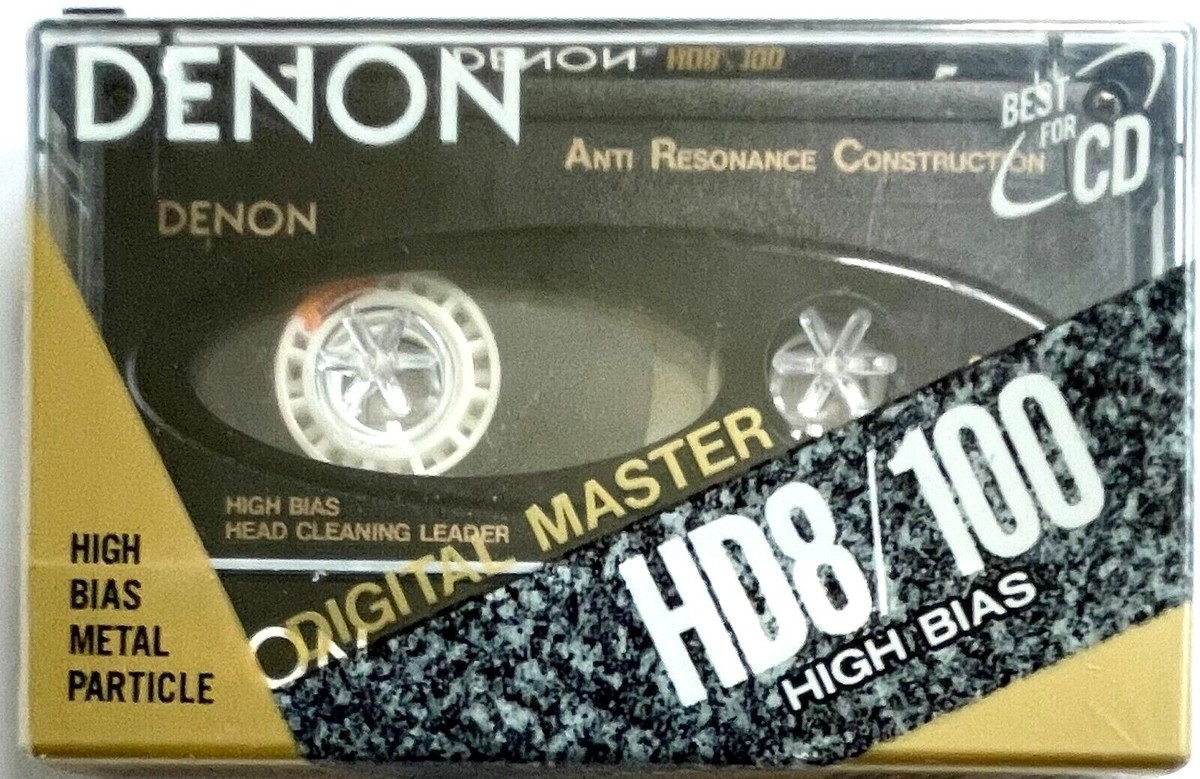 DENON
DENON HD8 100
BEST
FOR
CD
ANTI RESONANCE CONSTRUCTION
DENON
HIGH BIAS
HEAD CLEANING LEADER
DIGITAL MASTER
HD8/100
HIGH BIAS
HIGH
BIAS
METAL
PARTICLE